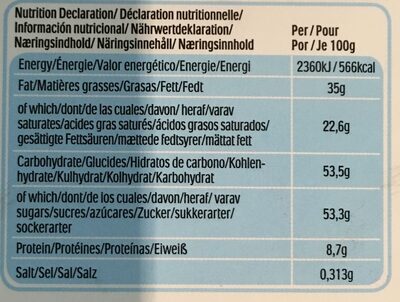 Nutrition Declaration/ Déclaration nutritionnelle/
Información nutricional/ Nährwertdeklaration/
Næringsindhold/ Näringsinnehåll/ Næringsinnhold
Per/Pour
Por/Je 100g
Energy/Énergie/Valor energético/Energie/Energi
2360kJ/566kcal
Fat/Matières grasses/Grasas/Fett/Fedt
35g
of which/dont/de las cuales/davon/ heraf/varav
saturates/acides gras saturés/ácidos grasos saturados/
gesättigte Fettsäuren/mættede fedtsyrer/mättat fett
22,6g
Carbohydrate/Glucides/Hidratos de carbono/Kohlen-
hydrate/Kulhydrat/Kolhydrat/Karbohydrat
53,5g
of which/dont/de los cuales/davon/heraf/ varav
sugars/sucres/azúcares/Zucker/sukkerarter/
sockerarter
53,3g
Protein/Protéines/Proteínas/Eiweiß
8,7g
Salt/Sel/Sal/Salz
0,313g